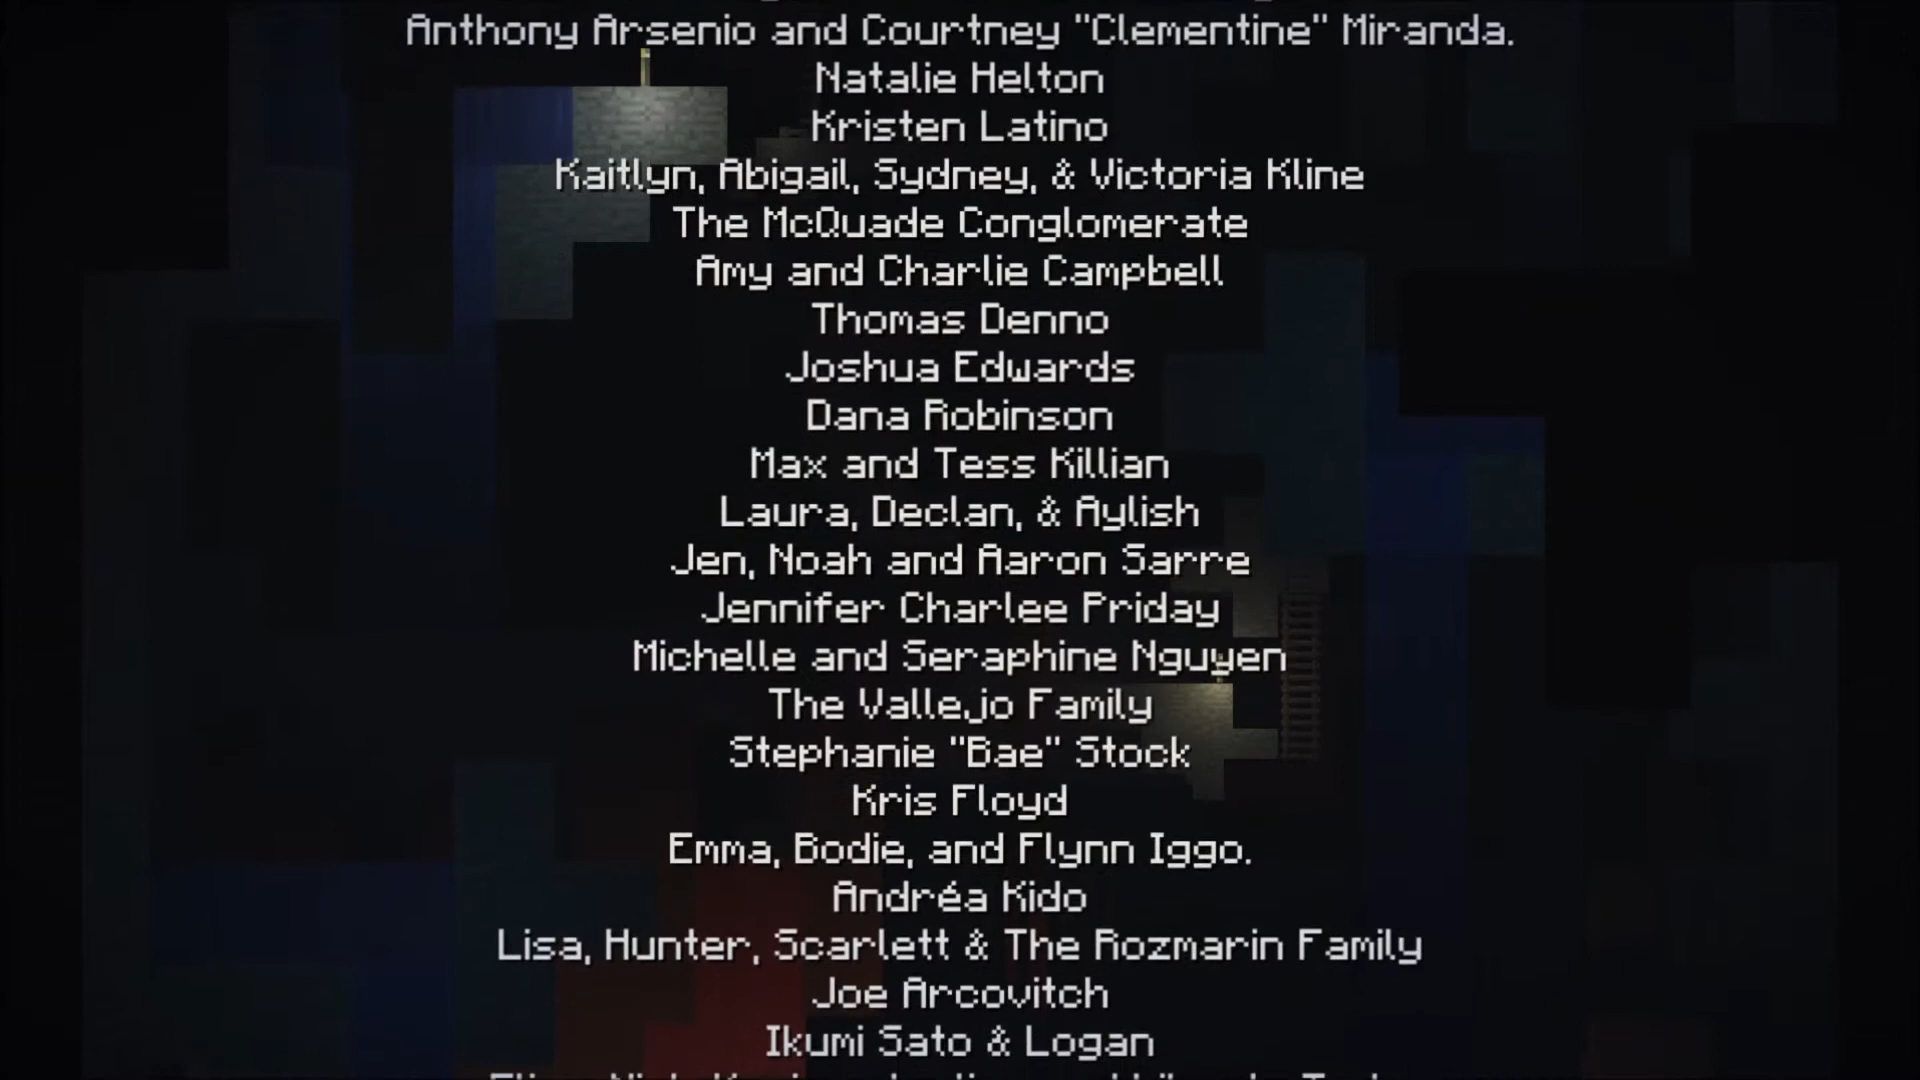 Anthony Arsenio and Courtney "Clementine" Miranda.
Natalie Helton
Kristen Latino
Kaitlyn, Abigail, Sydney, & Victoria Kline
The McQuade Conglomerate
Amy and Charlie Campbell
Thomas Denno
Joshua Edwards
Dana Robinson
Max and Tess Killian
Laura, Declan, & Aylish
Jen, Noah and Aaron Sarre
Jennifer Charlee Priday
Michelle and Seraphine Nguyen
The Vallejo Family
Stephanie "Bae" Stock
Kris Floyd
Emma, Bodie, and Flynn Iggo.
Andréa Kido
Lisa, Hunter, Scarlett & The Rozmarin Family
Joe Arcovitch
Ikumi Sato & Logan